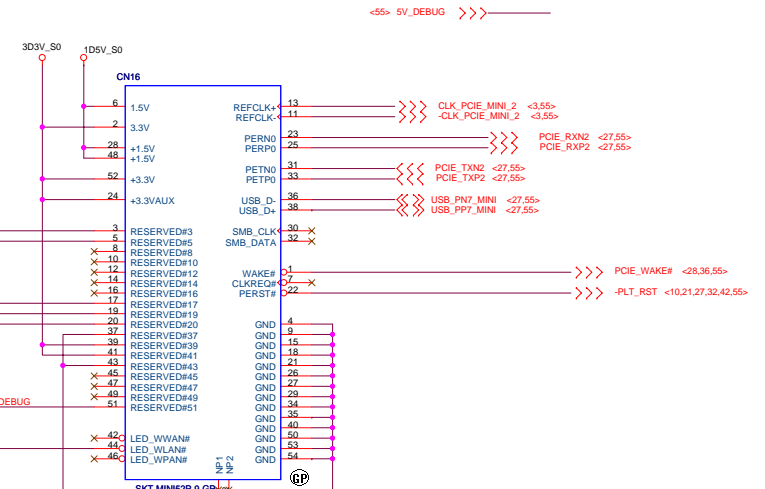 <55> 5V_DEBUG
3D3V_S0 1D5V_S0
CN16
6 1.5V REFCLK+ 13 CLK_PCIE_MINI_2 <3,55>
REFCLK- 11 -CLK_PCIE_MINI_2 <3,55>
2 3.3V
PERN0 23 PCIE_RXN2 <27,55>
28 +1.5V PERP0 25 PCIE_RXP2 <27,55>
48 +1.5V
PETN0 31 PCIE_TXN2 <27,55>
52 +3.3V PETP0 33 PCIE_TXP2 <27,55>
24 +3.3VAUX USB_D- 36 USB_PN7_MINI <27,55>
USB_D+ 38 USB_PP7_MINI <27,55>
3 RESERVED#3 SMB_CLK 30
5 RESERVED#5 SMB_DATA 32
8 RESERVED#8
10 RESERVED#10
12 RESERVED#12 WAKE# 1 PCIE_WAKE# <28,36,55>
14 RESERVED#14 CLKREQ# 7
16 RESERVED#16 PERST# 22 -PLT_RST <10,21,27,32,42,55>
17 RESERVED#17
19 RESERVED#19
20 RESERVED#20 GND 4
37 RESERVED#37 GND 9
39 RESERVED#39 GND 15
41 RESERVED#41 GND 18
43 RESERVED#43 GND 21
45 RESERVED#45 GND 26
47 RESERVED#47 GND 27
49 RESERVED#49 GND 29
DEBUG 51 RESERVED#51 GND 34
GND 35
GND 40
42 LED_WWAN# GND 50
44 LED_WLAN# GND 53
46 LED_WPAN# GND 54
NP1
NP2
GP
SKT-MINI52P-9-GP